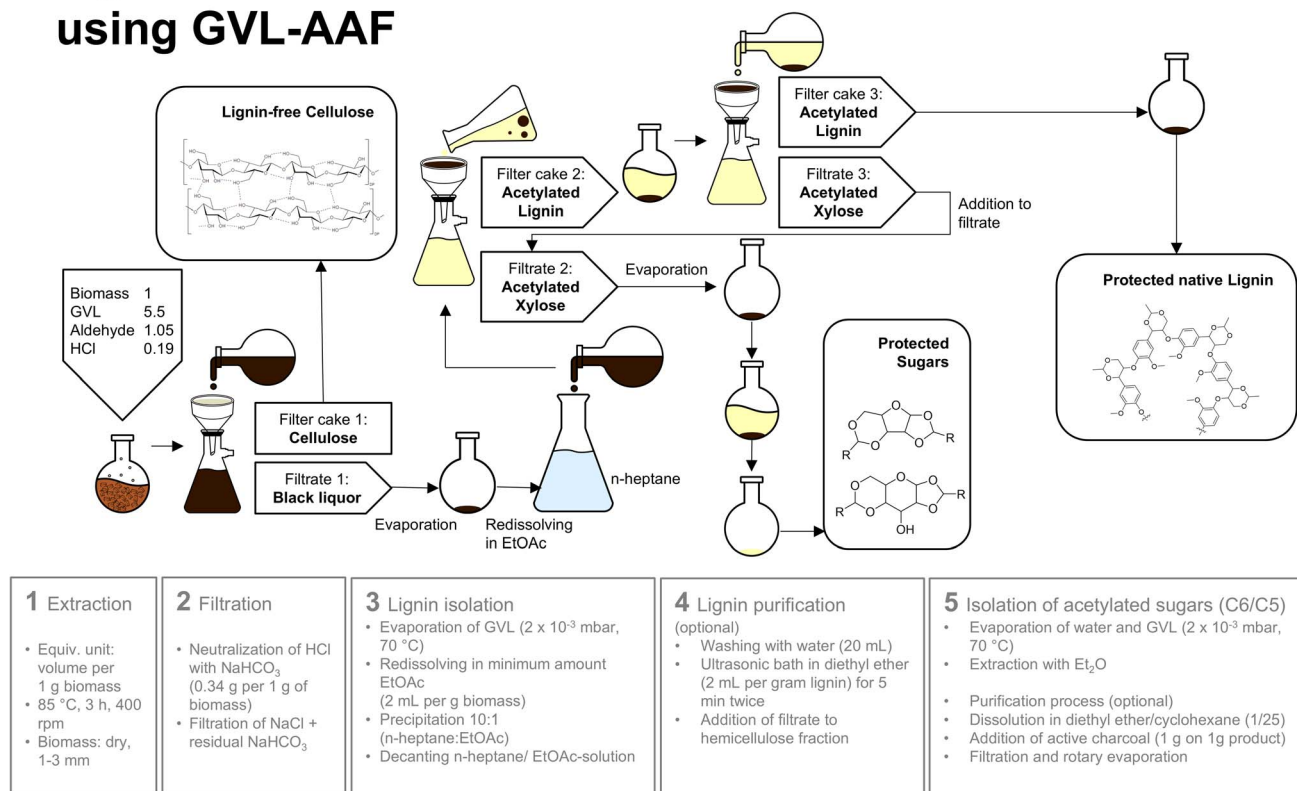 using GVL-AAF
Lignin-free Cellulose
Filter cake 2:
Acetylated
Lignin
Filter cake 3:
Acetylated
Lignin
Filtrate 3:
Acetylated
Xylose
Addition to
filtrate
Filtrate 2:
Acetylated
Xylose
Evaporation
Protected native Lignin
Biomass 1
GVL 5.5
Aldehyde 1.05
HCl 0.19
Filter cake 1:
Cellulose
Filtrate 1:
Black liquor
Evaporation
Redissolving
in EtOAc
n-heptane
Protected
Sugars
1 Extraction
• Equiv. unit:
volume per
1 g biomass
• 85 °C, 3 h, 400
rpm
• Biomass: dry,
1-3 mm
2 Filtration
• Neutralization of HCl
with NaHCO₃
(0.34 g per 1 g of
biomass)
• Filtration of NaCl +
residual NaHCO₃
3 Lignin isolation
• Evaporation of GVL (2 x 10⁻³ mbar,
70 °C)
• Redissolving in minimum amount
EtOAc
(2 mL per g biomass)
• Precipitation 10:1
(n-heptane:EtOAc)
• Decanting n-heptane/ EtOAc-solution
4 Lignin purification
(optional)
• Washing with water (20 mL)
• Ultrasonic bath in diethyl ether
(2 mL per gram lignin) for 5
min twice
• Addition of filtrate to
hemicellulose fraction
5 Isolation of acetylated sugars (C6/C5)
• Evaporation of water and GVL (2 x 10⁻³ mbar,
70 °C)
• Extraction with Et₂O
• Purification process (optional)
• Dissolution in diethyl ether/cyclohexane (1/25)
• Addition of active charcoal (1 g on 1g product)
• Filtration and rotary evaporation